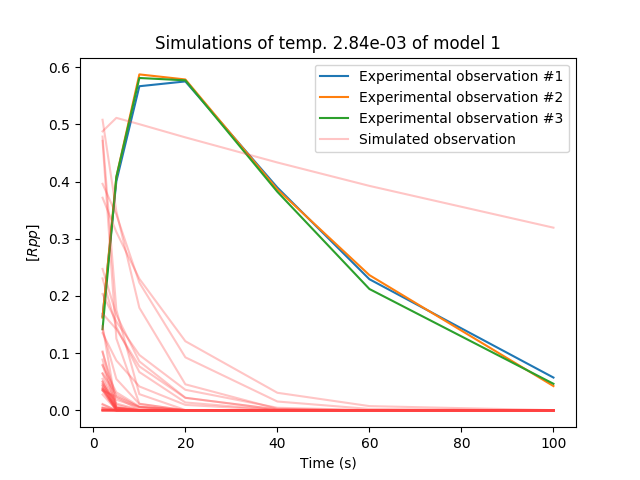 Simulations of temp. 2.84e-03 of model 1
Experimental observation #1
Experimental observation #2
Experimental observation #3
Simulated observation
[Rpp]
0.6
0.5
0.4
0.3
0.2
0.1
0.0
0 20 40 60 80 100
Time (s)